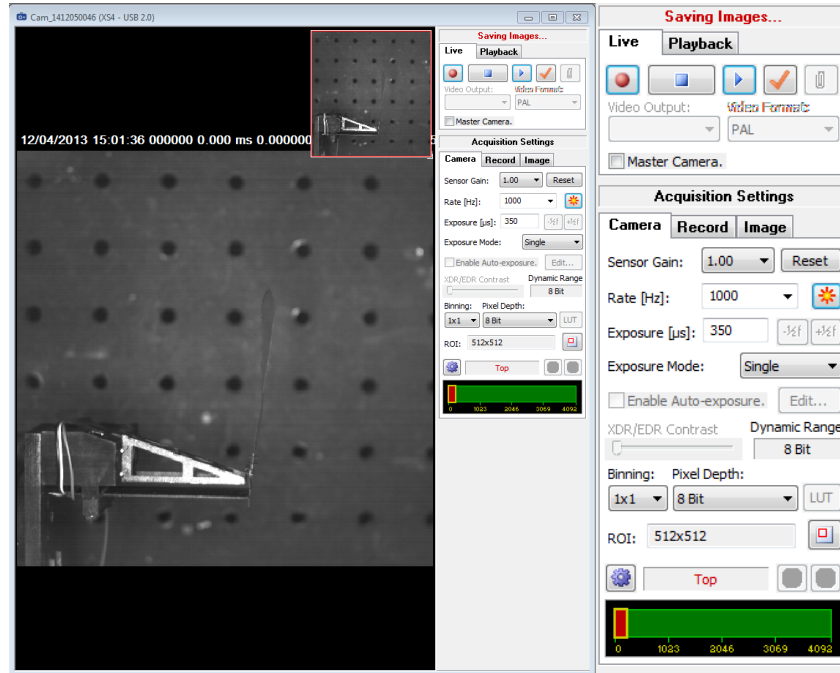 Cam_1412050046 (XS4 - USB 2.0)
12/04/2013 15:01:36 000000 0.000 ms 0.000000
Saving Images...
Live Playback
Video Output:
PAL
Master Camera.
Acquisition Settings
Camera Record Image
Sensor Gain: 1.00 Reset
Rate [Hz]: 1000
Exposure [µs]: 350 -½f +½f
Exposure Mode: Single
Enable Auto-exposure. Edit...
XDR/EDR Contrast Dynamic Range
8 Bit
Binning: Pixel Depth:
1x1 8 Bit LUT
ROI: 512x512
Top
0 1023 2046 3069 4092
Saving Images...
Live Playback
Video Output:
PAL
Master Camera.
Acquisition Settings
Camera Record Image
Sensor Gain: 1.00 Reset
Rate [Hz]: 1000
Exposure [µs]: 350 -½f +½f
Exposure Mode: Single
Enable Auto-exposure. Edit...
XDR/EDR Contrast Dynamic Range
8 Bit
Binning: Pixel Depth:
1x1 8 Bit LUT
ROI: 512x512
Top
0 1023 2046 3069 4092